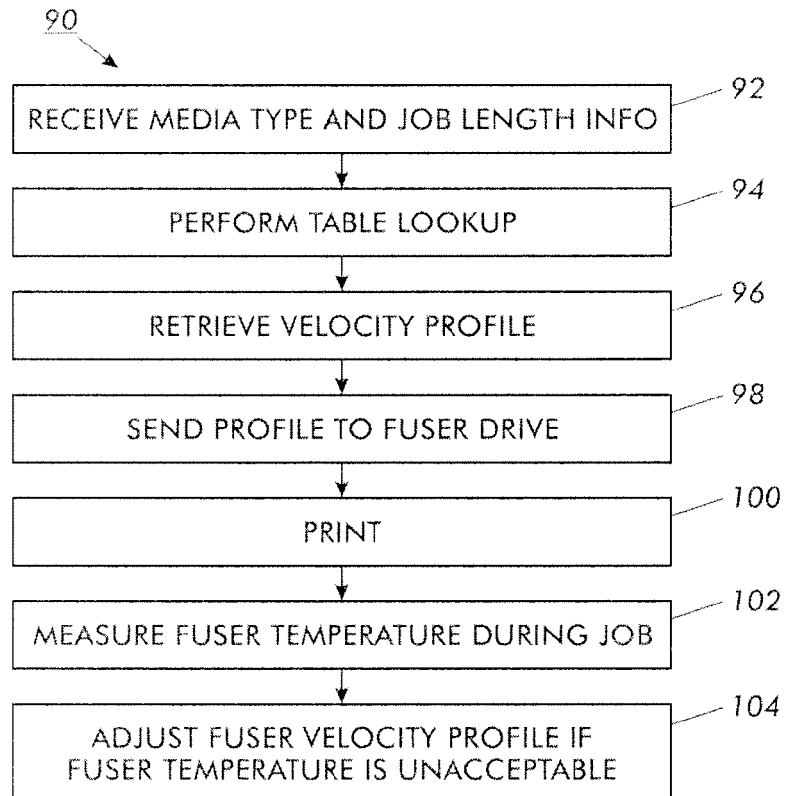 90
RECEIVE MEDIA TYPE AND JOB LENGTH INFO
92
PERFORM TABLE LOOKUP
94
RETRIEVE VELOCITY PROFILE
96
SEND PROFILE TO FUSER DRIVE
98
PRINT
100
MEASURE FUSER TEMPERATURE DURING JOB
102
ADJUST FUSER VELOCITY PROFILE IF
FUSER TEMPERATURE IS UNACCEPTABLE
104